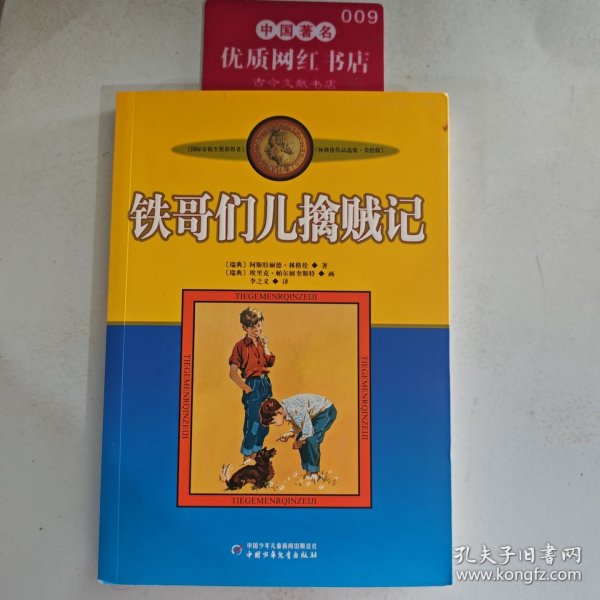 009
中国著名
优质网红书店
古今文献书店
〔国际安徒生奖获得者〕
〔林格伦作品选集·美绘版〕
铁哥们儿擒贼记
〔瑞典〕阿斯特丽德·林格伦◆著
〔瑞典〕埃里克·帕尔姆奎斯特◆画
李之义◆译
TIEGEMENRQINZEIJI
TIEGEMENRQINZEIJI
TIEGEMENRQINZEIJI
TIEGEMENRQINZEIJI
中国少年儿童新闻出版总社
中国少年儿童出版社
孔夫子旧书网
www.kongfz.com